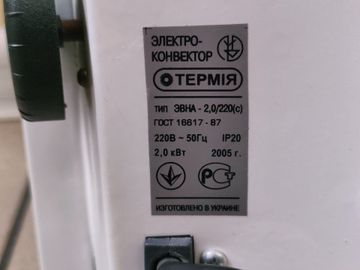 ЭЛЕКТРО-
КОНВЕКТОР
ТЕРМІЯ
ТИП ЭВНА - 2,0/220(с)
ГОСТ 16617 - 87
220В ~ 50Гц IP20
2,0 кВт 2005 г.
ИЗГОТОВЛЕНО В УКРАИНЕ